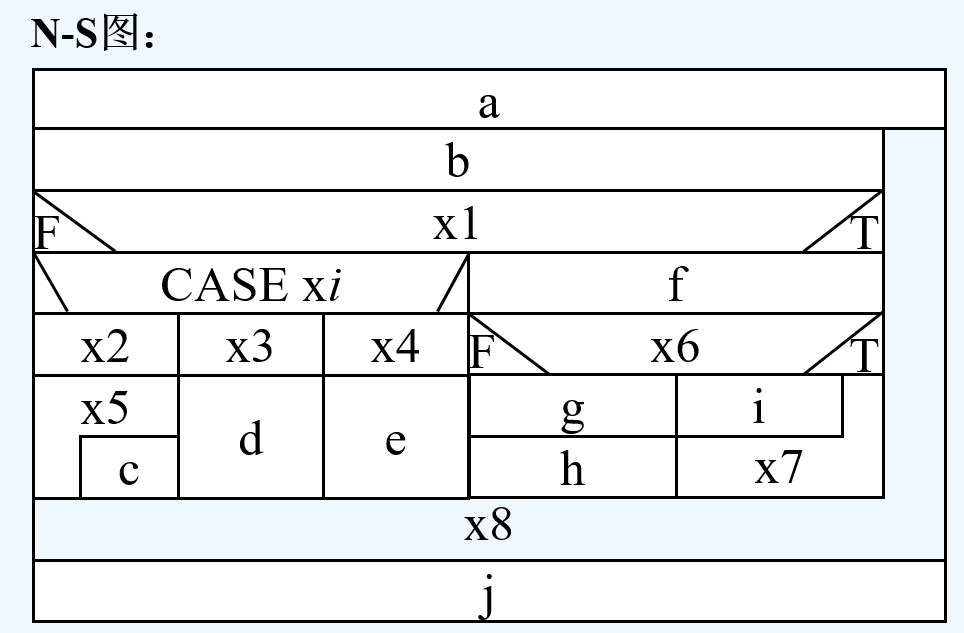 N-S图：
a
b
F x1 T
CASE xi f
x2 x3 x4 F x6 T
x5 d e g i
c h x7
x8
j